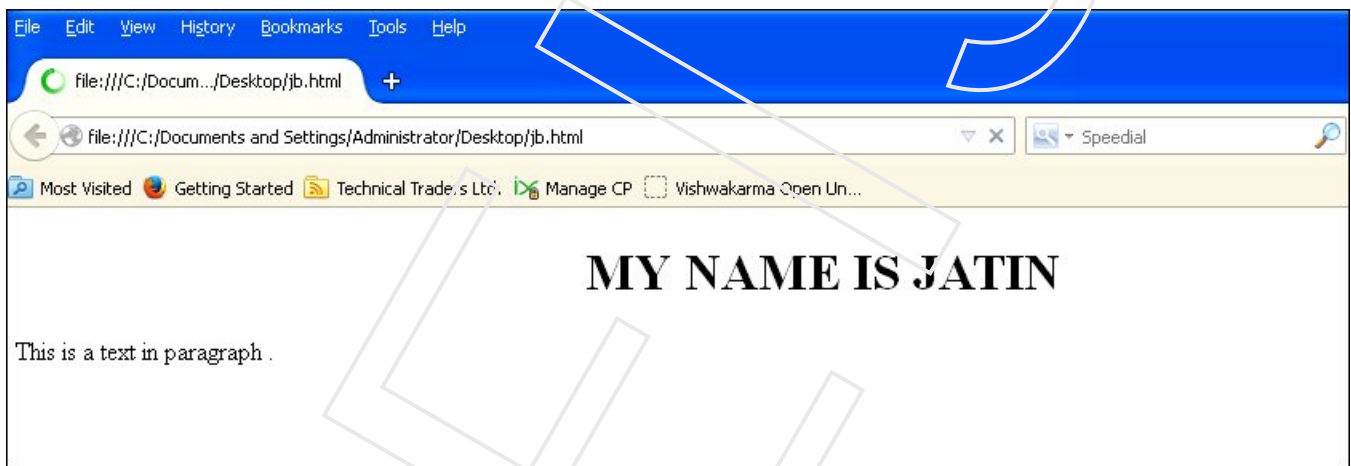 File Edit View History Bookmarks Tools Help
file:///C:/Docum.../Desktop/jb.html
file:///C:/Documents and Settings/Administrator/Desktop/jb.html Speedial
Most Visited Getting Started Technical Traders Ltd. Manage CP Vishwakarma Open Un...
MY NAME IS JATIN
This is a text in paragraph .